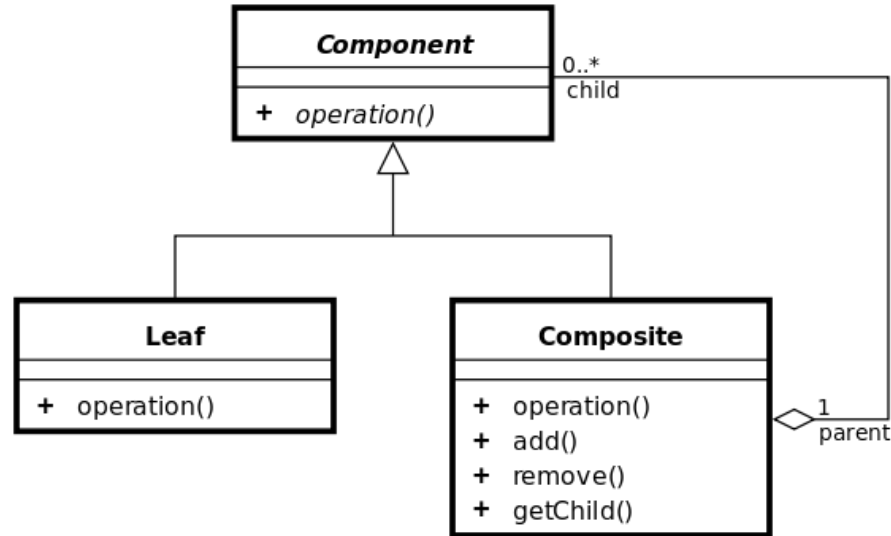 Component
+ operation()
0..*
child
Leaf
+ operation()
Composite
+ operation()
+ add()
+ remove()
+ getChild()
1
parent